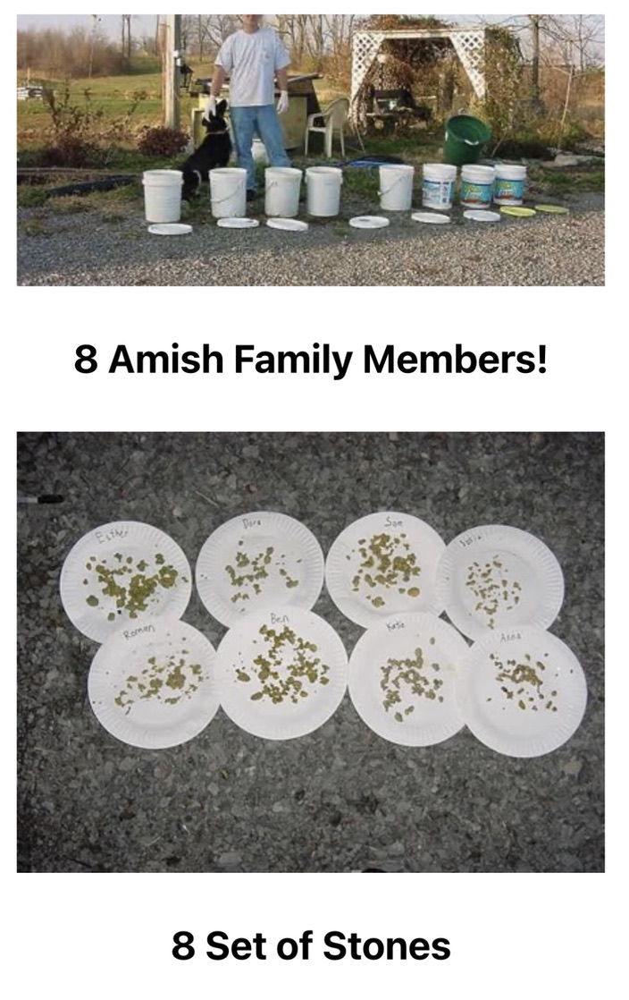 8 Amish Family Members!
Esther
Dora
Sam
Roman
Ben
Katie
Anna
8 Set of Stones